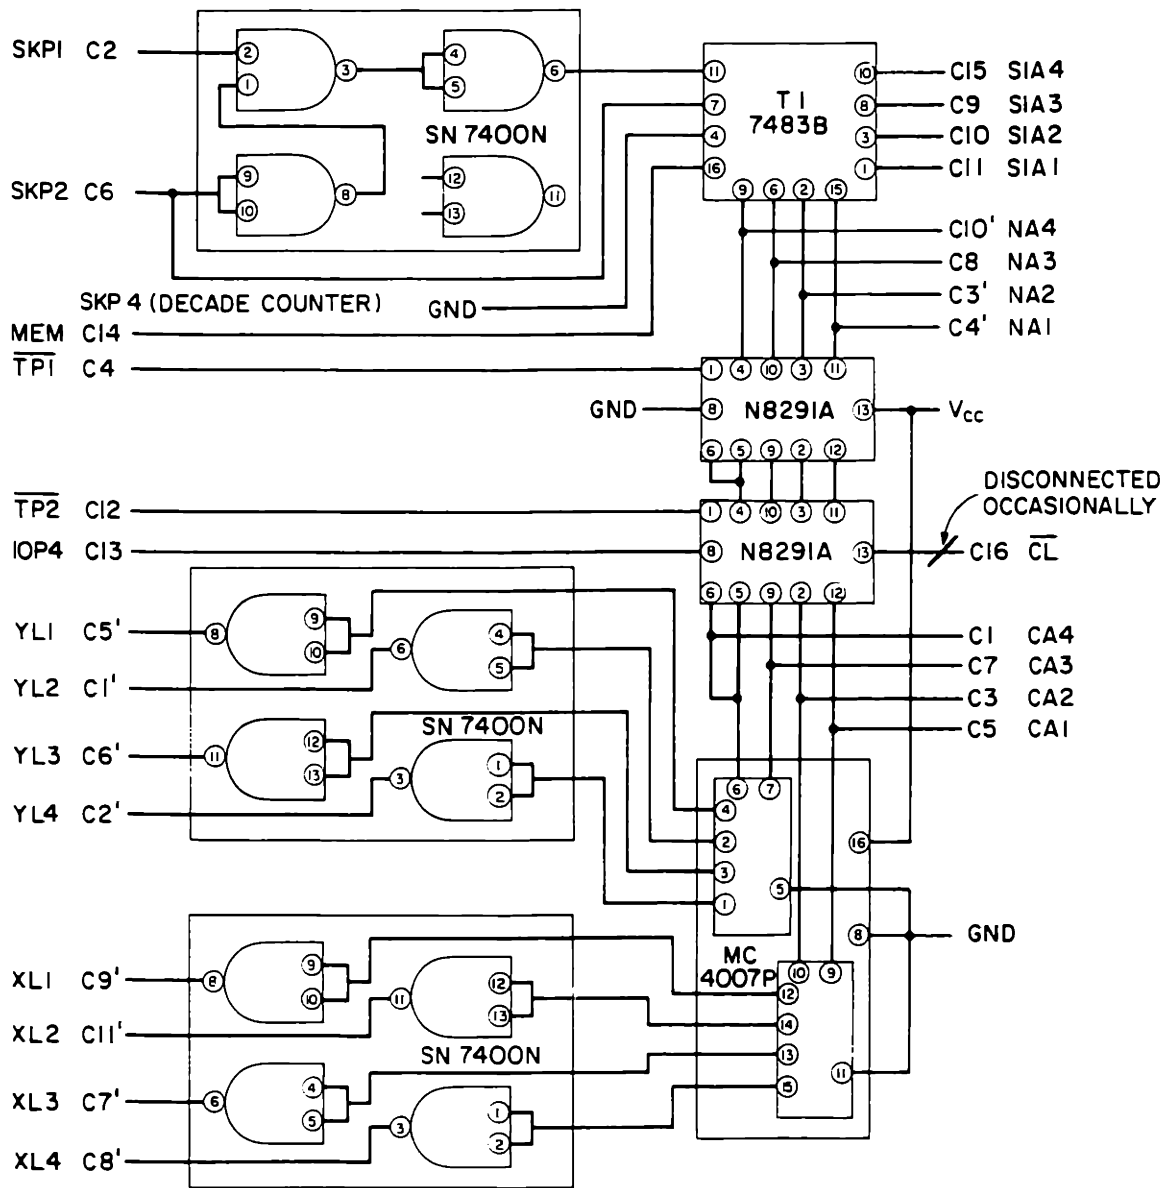 SKP1 C2
2
1
3
4
5
6
SN 7400N
SKP2 C6
9
10
8
12
13
11
11
7
4
16
T I
7483B
10
8
3
1
9
6
2
15
C15 SIA4
C9 SIA3
C10 SIA2
C11 SIA1
C10' NA4
C8 NA3
C3' NA2
C4' NA1
SKP 4 (DECADE COUNTER)
GND
MEM C14
TP1 C4
1
4
10
3
11
GND
8
N8291A
13
Vcc
6
5
9
2
12
DISCONNECTED
OCCASIONALLY
TP2 C12
1
4
10
3
11
IOP4 C13
8
N8291A
13
C16 CL
6
5
9
2
12
C1 CA4
C7 CA3
C3 CA2
C5 CA1
YL1 C5'
8
9
10
6
4
5
YL2 C1'
SN 7400N
YL3 C6'
11
12
13
3
1
2
YL4 C2'
6
7
4
2
3
1
5
16
8
GND
MC
4007P
10
9
12
14
13
15
11
XL1 C9'
8
9
10
11
12
13
XL2 C11'
SN 7400N
XL3 C7'
6
4
5
3
1
2
XL4 C8'